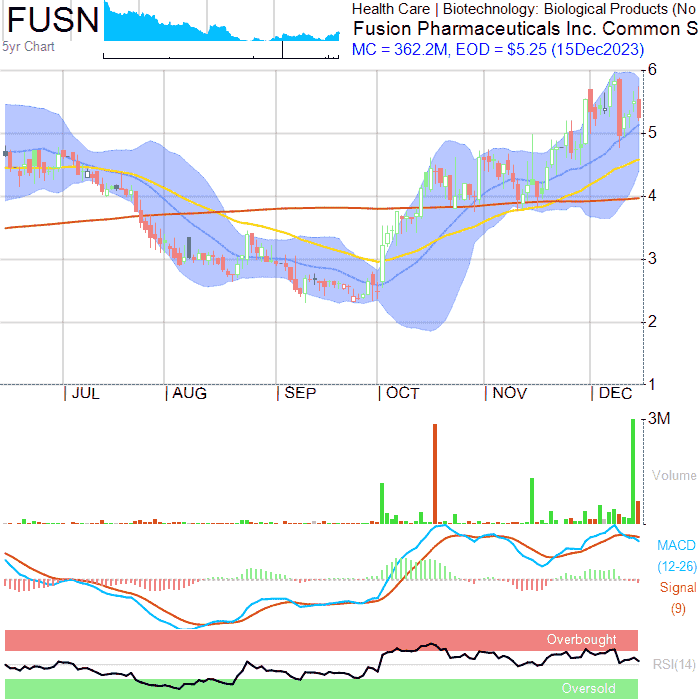 FUSN
5yr Chart
Health Care | Biotechnology: Biological Products (No
Fusion Pharmaceuticals Inc. Common S
MC = 362.2M, EOD = $5.25 (15Dec2023)
6
5
4
3
2
1
JUL
AUG
SEP
OCT
NOV
DEC
3M
Volume
MACD
(12-26)
Signal
(9)
Overbought
RSI(14)
Oversold